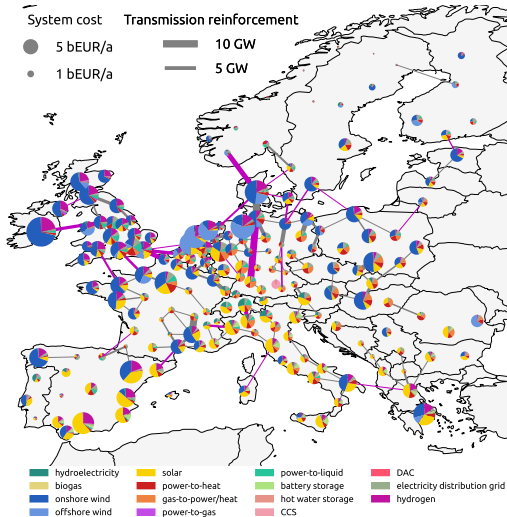 System cost
Transmission reinforcement
5 bEUR/a
10 GW
1 bEUR/a
5 GW
hydroelectricity
solar
power-to-liquid
DAC
biogas
power-to-heat
battery storage
electricity distribution grid
onshore wind
gas-to-power/heat
hot water storage
hydrogen
offshore wind
power-to-gas
CCS